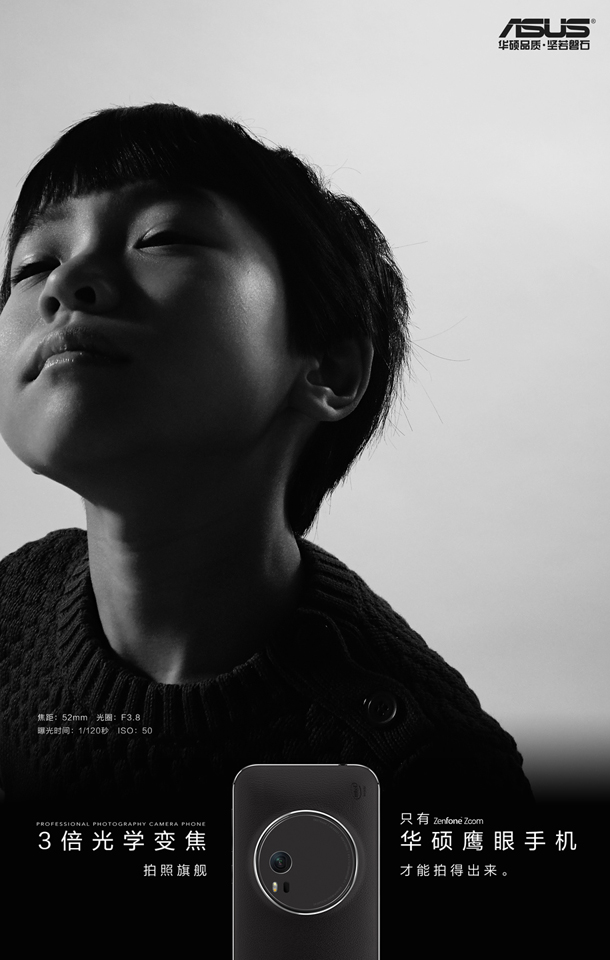 ASUS®
华硕品质·坚若磐石
焦距：52mm 光圈：F3.8
曝光时间：1/120秒 ISO：50
PROFESSIONAL PHOTOGRAPHY CAMERA PHONE
3倍光学变焦
拍照旗舰
只有 Zenfone Zoom
华硕鹰眼手机
才能拍得出来。